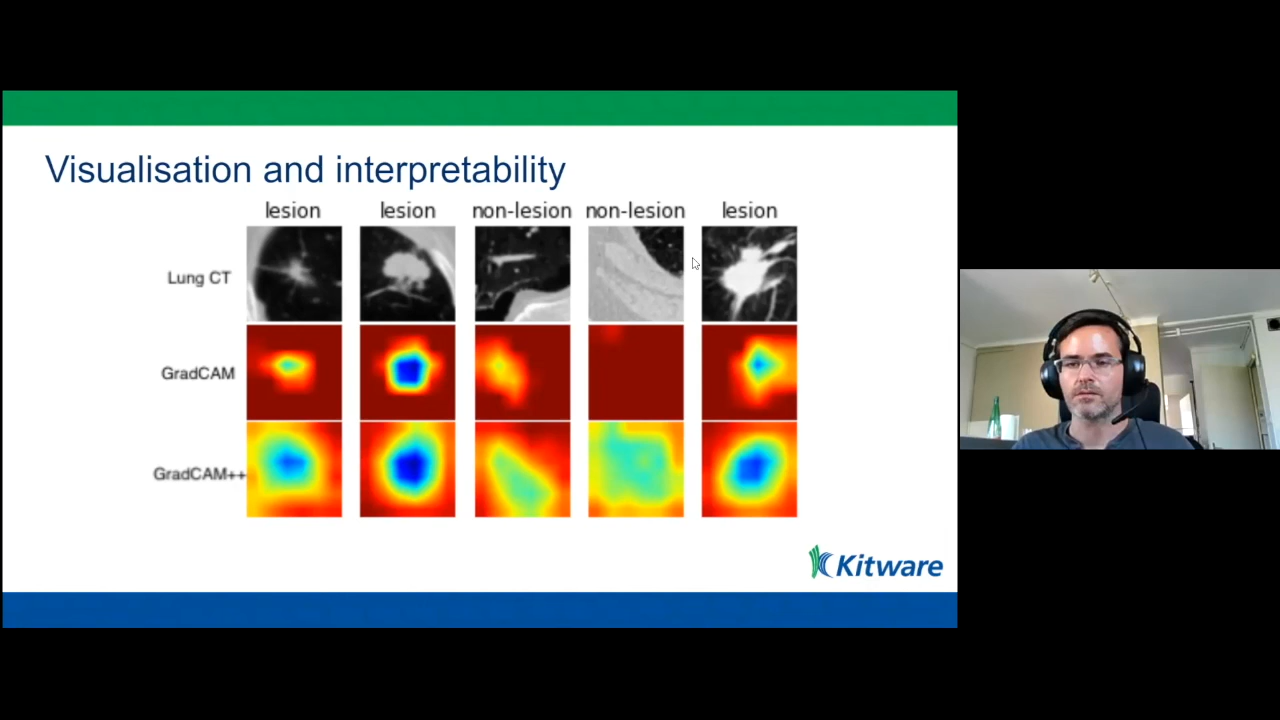 Visualisation and interpretability
lesion lesion non-lesion non-lesion lesion
Lung CT
GradCAM
GradCAM++
Kitware